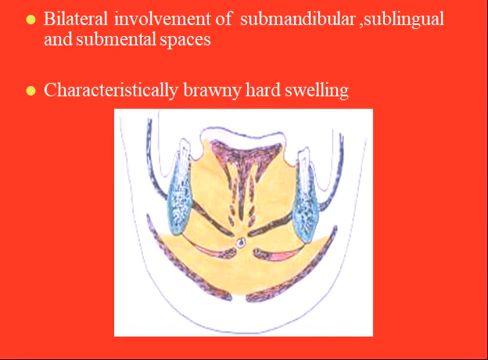 Bilateral involvement of submandibular ,sublingual
and submental spaces
Characteristically brawny hard swelling